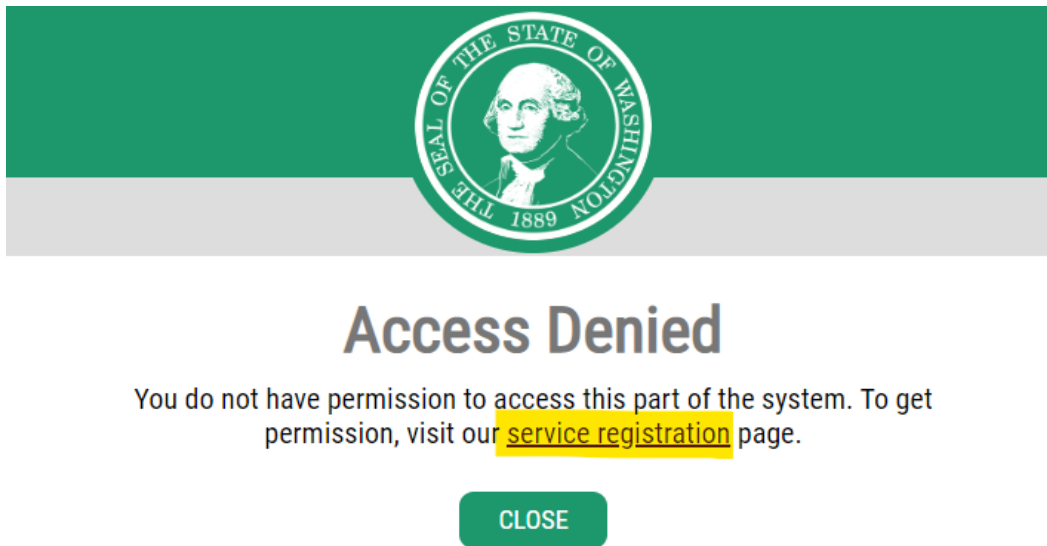 THE SEAL OF THE STATE OF WASHINGTON
1889
Access Denied
You do not have permission to access this part of the system. To get
permission, visit our service registration page.
CLOSE